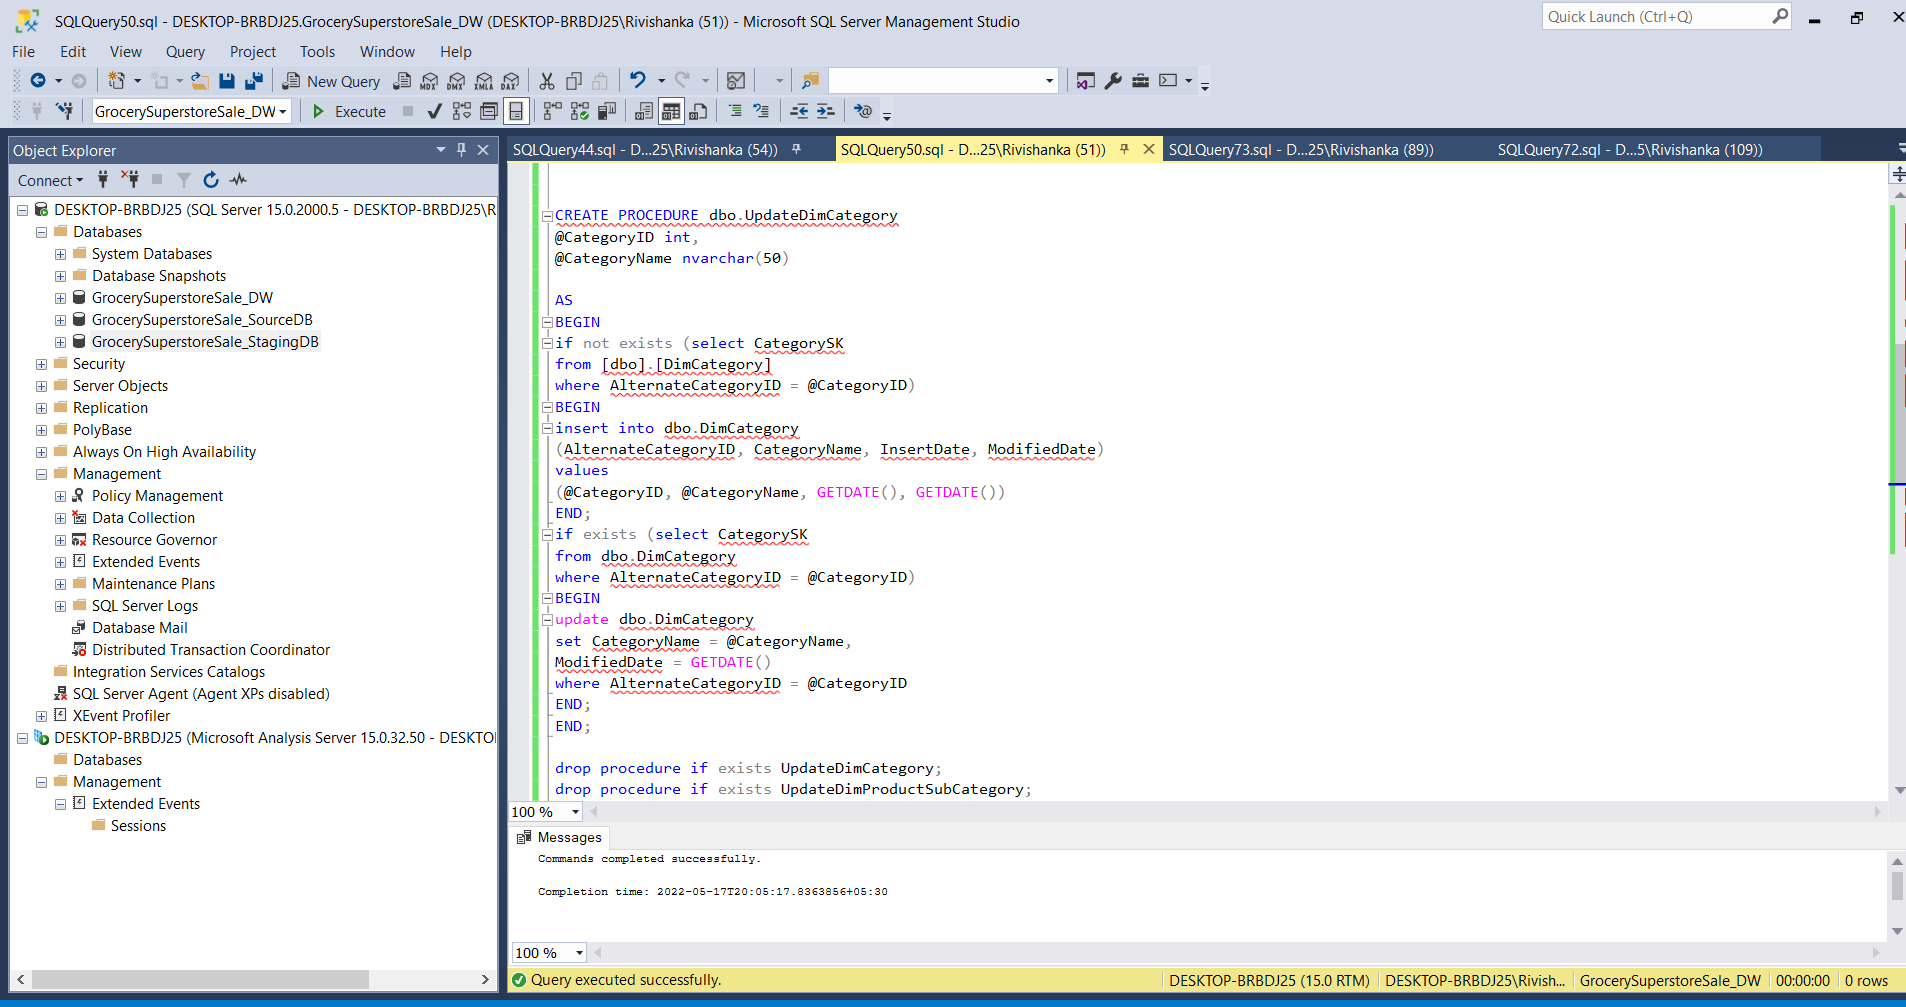 SQLQuery50.sql - DESKTOP-BRBDJ25.GrocerySuperstoreSale_DW (DESKTOP-BRBDJ25\Rivishanka (51)) - Microsoft SQL Server Management Studio
Quick Launch (Ctrl+Q)
File Edit View Query Project Tools Window Help
New Query MDX DMX XMLA DAX
GrocerySuperstoreSale_DW Execute
Object Explorer
Connect
DESKTOP-BRBDJ25 (SQL Server 15.0.2000.5 - DESKTOP-BRBDJ25\R
Databases
System Databases
Database Snapshots
GrocerySuperstoreSale_DW
GrocerySuperstoreSale_SourceDB
GrocerySuperstoreSale_StagingDB
Security
Server Objects
Replication
PolyBase
Always On High Availability
Management
Policy Management
Data Collection
Resource Governor
Extended Events
Maintenance Plans
SQL Server Logs
Database Mail
Distributed Transaction Coordinator
Integration Services Catalogs
SQL Server Agent (Agent XPs disabled)
XEvent Profiler
DESKTOP-BRBDJ25 (Microsoft Analysis Server 15.0.32.50 - DESKTO
Databases
Management
Extended Events
Sessions
SQLQuery44.sql - D...25\Rivishanka (54)) SQLQuery50.sql - D...25\Rivishanka (51)) SQLQuery73.sql - D...25\Rivishanka (89)) SQLQuery72.sql - D...5\Rivishanka (109))
CREATE PROCEDURE dbo.UpdateDimCategory
@CategoryID int,
@CategoryName nvarchar(50)
AS
BEGIN
if not exists (select CategorySK
from [dbo].[DimCategory]
where AlternateCategoryID = @CategoryID)
BEGIN
insert into dbo.DimCategory
(AlternateCategoryID, CategoryName, InsertDate, ModifiedDate)
values
(@CategoryID, @CategoryName, GETDATE(), GETDATE())
END;
if exists (select CategorySK
from dbo.DimCategory
where AlternateCategoryID = @CategoryID)
BEGIN
update dbo.DimCategory
set CategoryName = @CategoryName,
ModifiedDate = GETDATE()
where AlternateCategoryID = @CategoryID
END;
END;
drop procedure if exists UpdateDimCategory;
drop procedure if exists UpdateDimProductSubCategory;
100 %
Messages
Commands completed successfully.
Completion time: 2022-05-17T20:05:17.8363856+05:30
100 %
Query executed successfully. DESKTOP-BRBDJ25 (15.0 RTM) DESKTOP-BRBDJ25\Rivish... GrocerySuperstoreSale_DW 00:00:00 0 rows